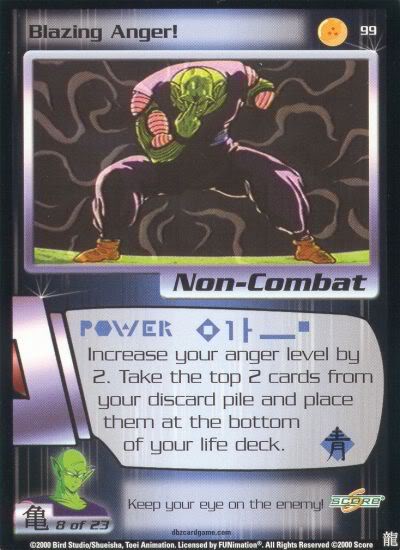 Blazing Anger!
99
Non-Combat
POWER
Increase your anger level by
2. Take the top 2 cards from
your discard pile and place
them at the bottom
of your life deck.
青
Keep your eye on the enemy!
SCORE
亀
8 of 23
dbzcardgame.com
©2000 Bird Studio/Shueisha, Toei Animation. Licensed by FUNimation®. All Rights Reserved ©2000 Score
龍